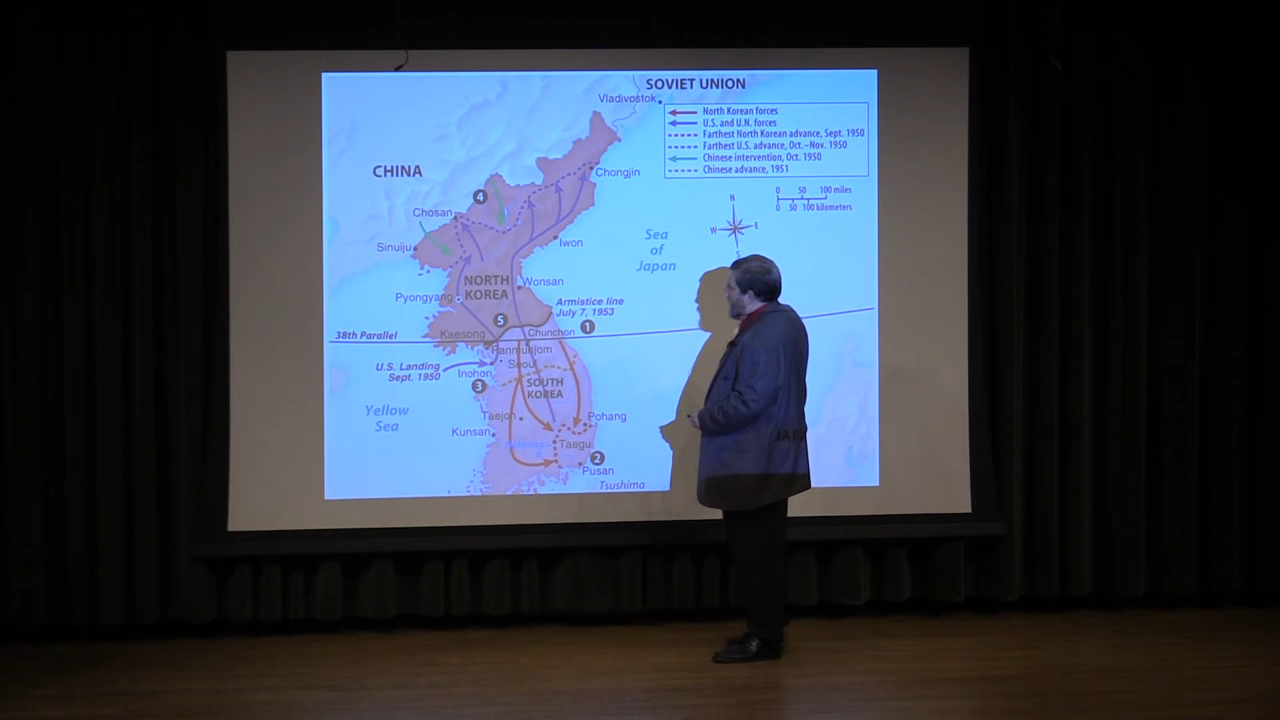 SOVIET UNION
Vladivostok
North Korean forces
U.S. and U.N. forces
Farthest North Korean advance, Sept. 1950
Farthest U.S. advance, Oct.–Nov. 1950
Chinese intervention, Oct. 1950
Chinese advance, 1951
CHINA
Chongjin
0 50 100 miles
0 50 100 kilometers
4
N
Chosan
W E
S
Sea
of
Japan
Sinuiju
Iwon
NORTH
KOREA
Wonsan
Pyongyang
Armistice line
July 7, 1953
5
1
38th Parallel
Kaesong
Chunchon
Panmunjom
Seoul
U.S. Landing
Sept. 1950
Inohon
3
SOUTH
KOREA
Yellow
Sea
Taejon
Pohang
Kunsan
Taegu
2
Pusan
Tsushima